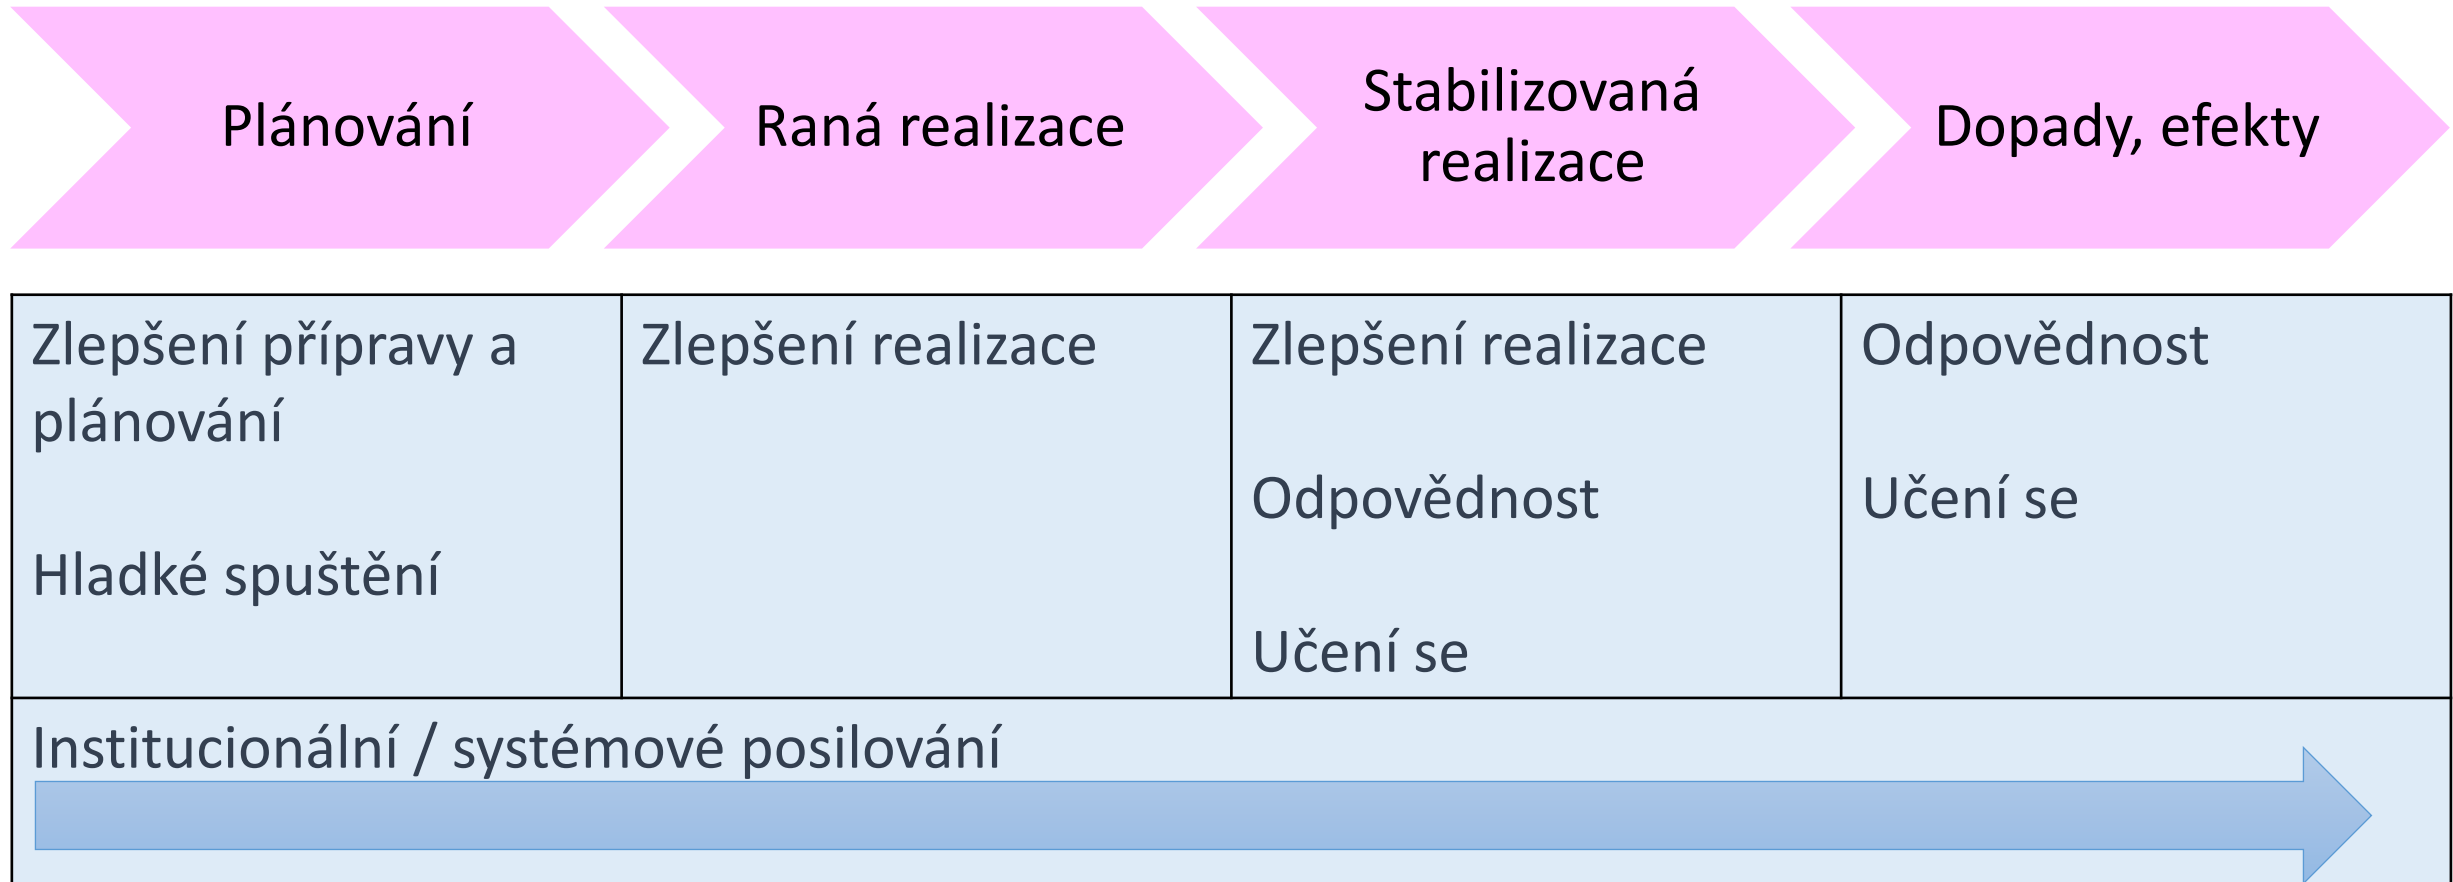 Plánování
Raná realizace
Stabilizovaná
realizace
Dopady, efekty
Zlepšení přípravy a
plánování
Hladké spuštění
Zlepšení realizace
Zlepšení realizace
Odpovědnost
Učení se
Odpovědnost
Učení se
Institucionální / systémové posilování